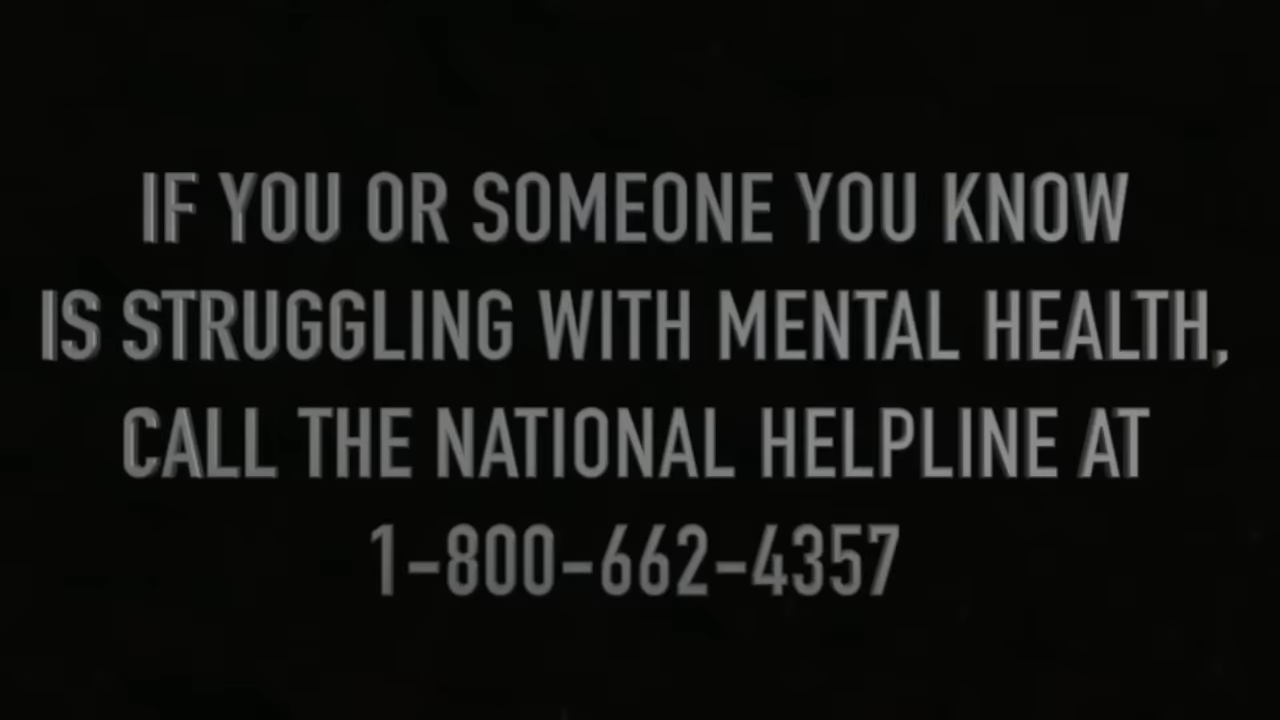 IF YOU OR SOMEONE YOU KNOW
IS STRUGGLING WITH MENTAL HEALTH,
CALL THE NATIONAL HELPLINE AT
1-800-662-4357